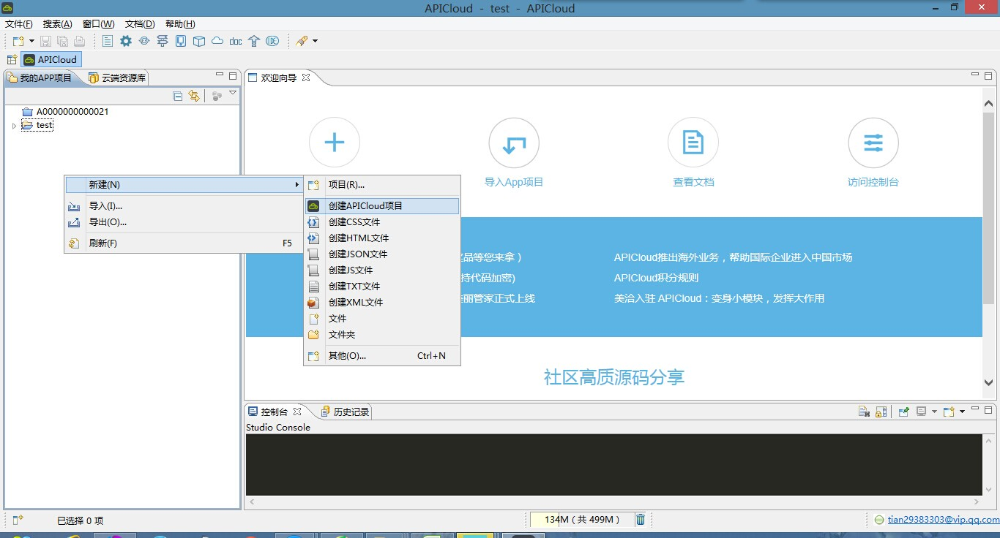 APICloud - test - APICloud
文件(F) 搜索(A) 窗口(W) 文档(D) 帮助(H)
doc
APICloud
我的APP项目 云端资源库
欢迎向导
A0000000000021
test
导入App项目 查看文档 访问控制台
新建(N)
导入(I)...
导出(O)...
刷新(F) F5
项目(R)...
创建APICloud项目
创建CSS文件
创建HTML文件
创建JSON文件
创建JS文件
创建TXT文件
创建XML文件
文件
文件夹
其他(O)... Ctrl+N
品等您来拿） APICloud推出海外业务，帮助国际企业进入中国市场
持代码加密) APICloud积分规则
丽管家正式上线 美洽入驻 APICloud：变身小模块，发挥大作用
社区高质源码分享
控制台 历史记录
Studio Console
已选择 0 项
134M（共 499M）
tian29383303@vip.qq.com